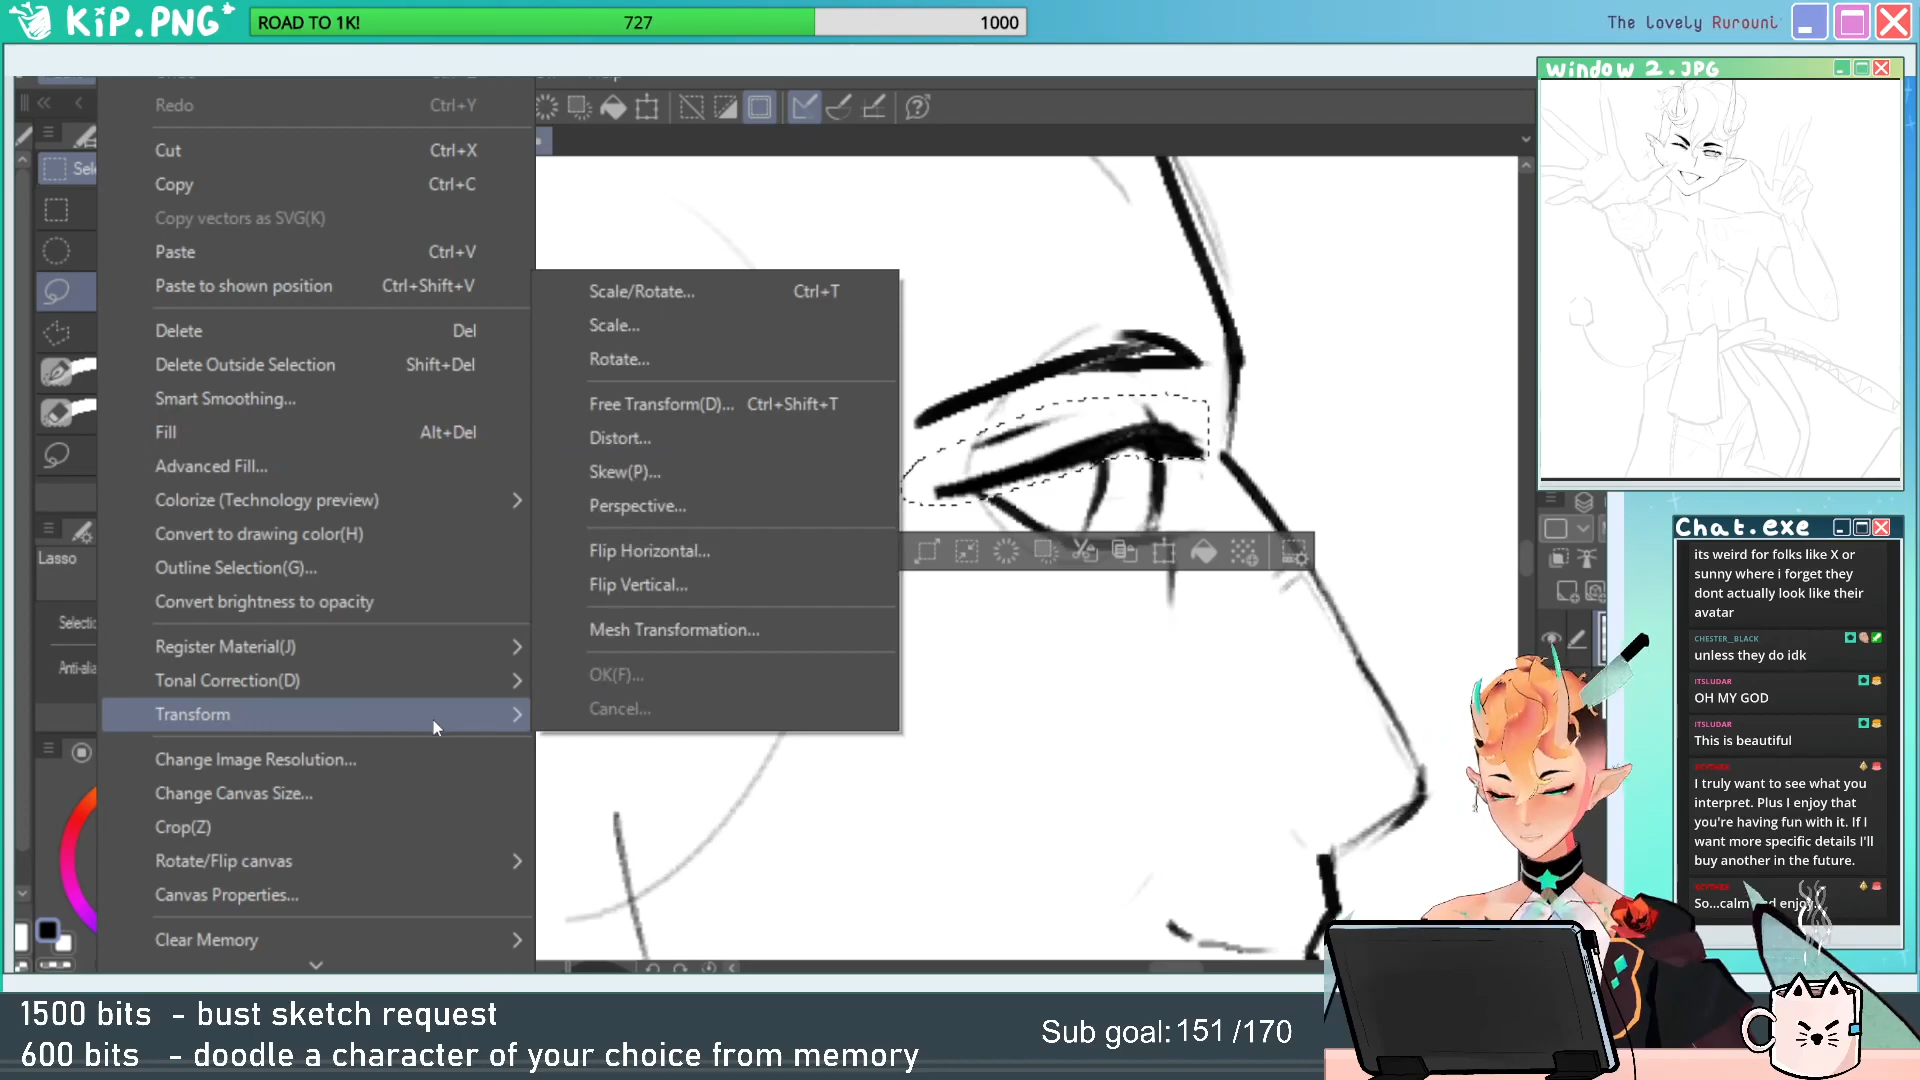 KiP.PNG
ROAD TO 1K! 727 1000
The Lovely Rurouni
Redo Ctrl+Y
Cut Ctrl+X
Copy Ctrl+C
Copy vectors as SVG(K)
Paste Ctrl+V
Paste to shown position Ctrl+Shift+V
Delete Del
Delete Outside Selection Shift+Del
Smart Smoothing...
Fill Alt+Del
Advanced Fill...
Colorize (Technology preview)
Convert to drawing color(H)
Outline Selection(G)...
Convert brightness to opacity
Register Material(J)
Tonal Correction(D)
Transform
Change Image Resolution...
Change Canvas Size...
Crop(Z)
Rotate/Flip canvas
Canvas Properties...
Clear Memory
Scale/Rotate... Ctrl+T
Scale...
Rotate...
Free Transform(D)... Ctrl+Shift+T
Distort...
Skew(P)...
Perspective...
Flip Horizontal...
Flip Vertical...
Mesh Transformation...
OK(F)...
Cancel...
Lasso
window 2.JPG
Chat.exe
its weird for folks like X or
sunny where i forget they
dont actually look like their
avatar
CHESTER_BLACK
unless they do idk
ITSLUDAR
OH MY GOD
ITSLUDAR
This is beautiful
I truly want to see what you
interpret. Plus I enjoy that
you're having fun with it. If I
want more specific details I'll
buy another in the future.
1500 bits - bust sketch request
600 bits - doodle a character of your choice from memory
Sub goal: 151 /170